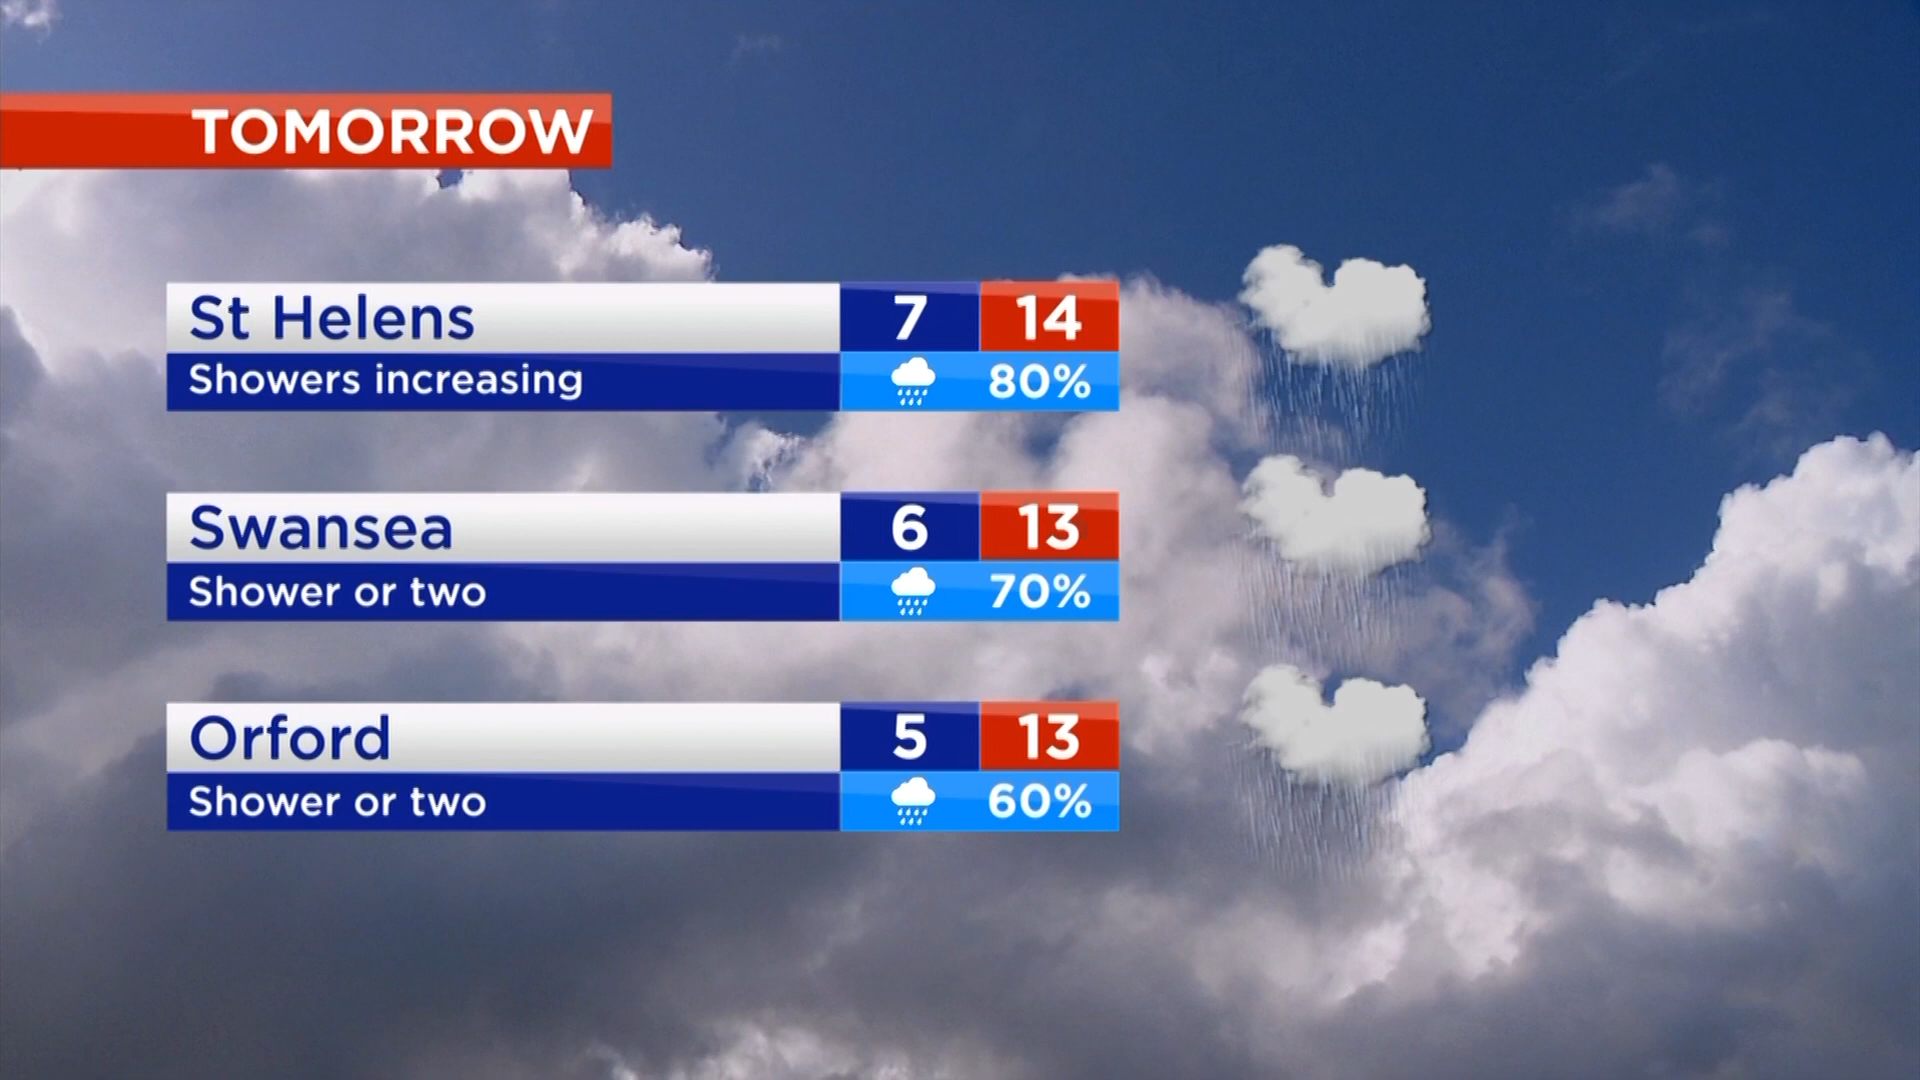 TOMORROW
St Helens 7 14
Showers increasing 80%
Swansea 6 13
Shower or two 70%
Orford 5 13
Shower or two 60%